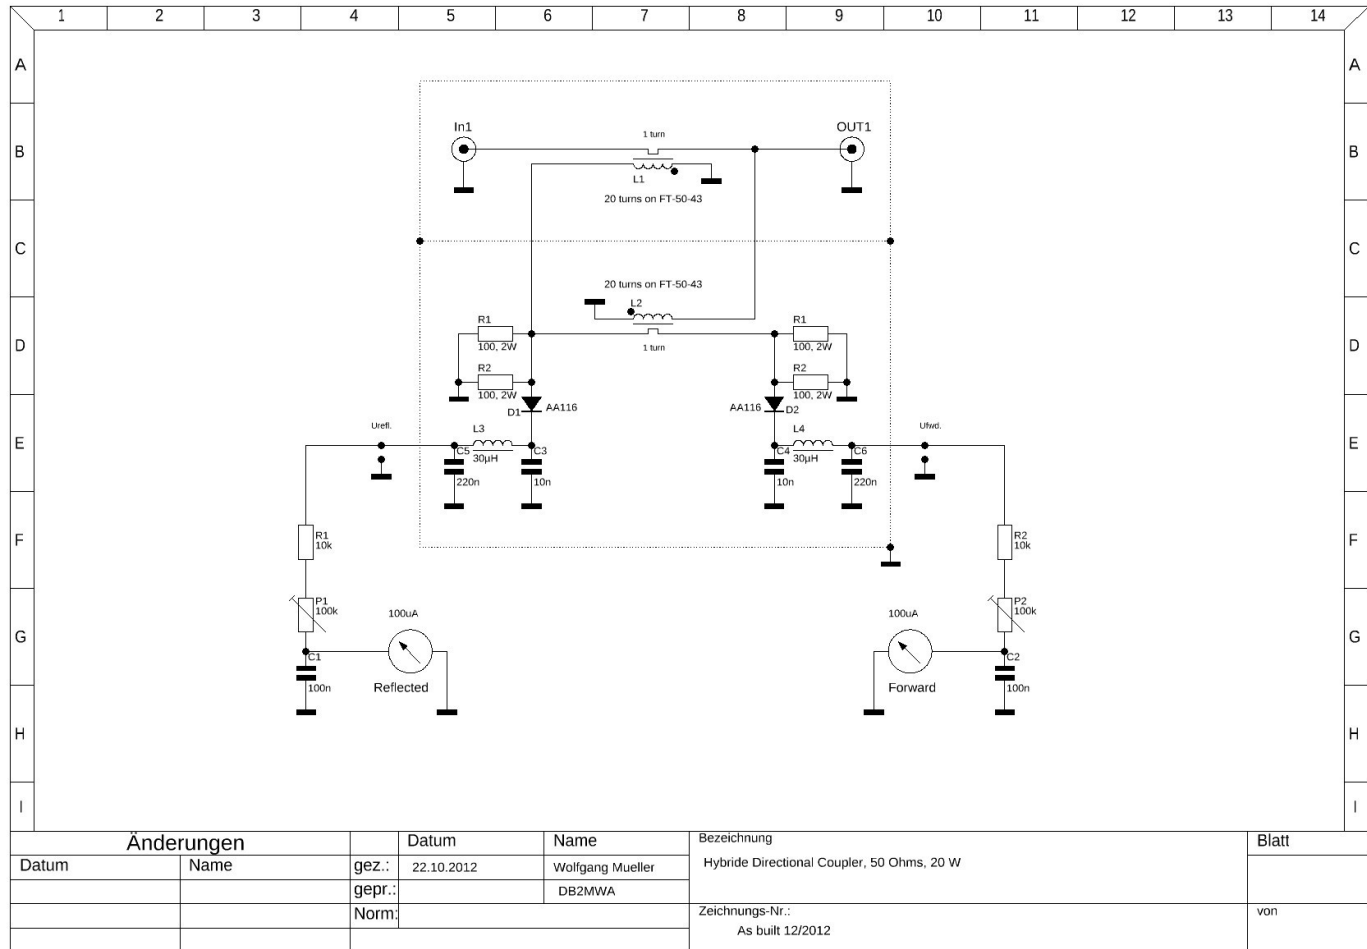 1 2 3 4 5 6 7 8 9 10 11 12 13 14
A A
B B
C C
D D
E E
F F
G G
H H
I I
In1
OUT1
1 turn
L1
20 turns on FT-50-43
20 turns on FT-50-43
L2
1 turn
R1
100, 2W
R2
100, 2W
R1
100, 2W
R2
100, 2W
D1 AA116
AA116 D2
Urefl.
L3
30µH
C5
220n
C3
10n
L4
30µH
C4
10n
C6
220n
Ufwd.
R1
10k
P1
100k
C1
100n
100uA
Reflected
R2
10k
P2
100k
C2
100n
100uA
Forward
Änderungen
Datum Name
Datum Name
gez.: 22.10.2012 Wolfgang Mueller
gepr.: DB2MWA
Norm:
Bezeichnung
Hybride Directional Coupler, 50 Ohms, 20 W
Zeichnungs-Nr.:
As built 12/2012
Blatt
von